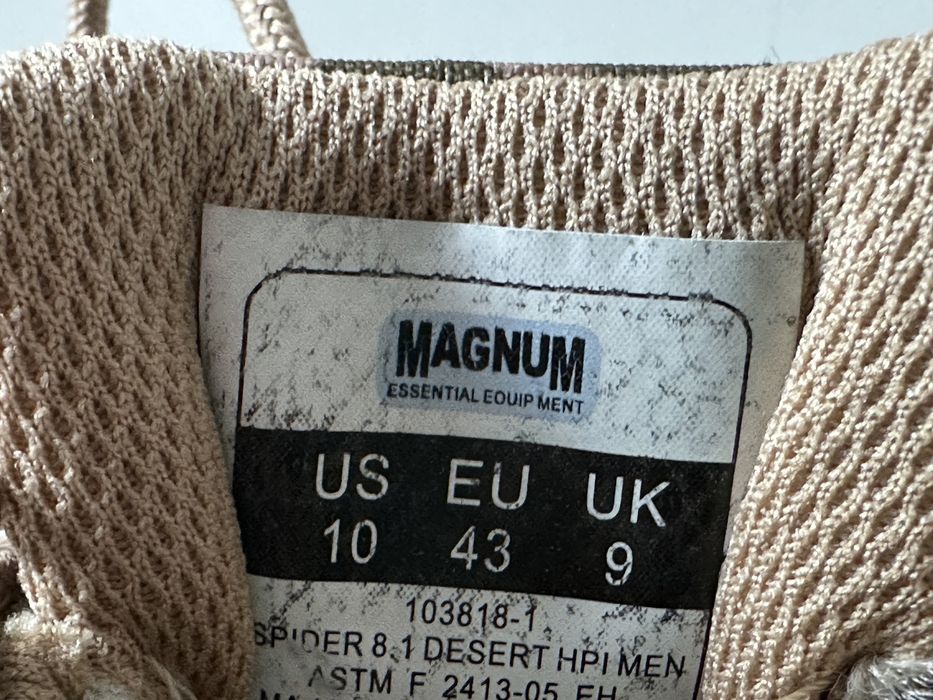 MAGNUM
ESSENTIAL EQUIPMENT
US EU UK
10 43 9
103818-1
SPIDER 8.1 DESERT HPI MEN
ASTM F 2413-05 EH